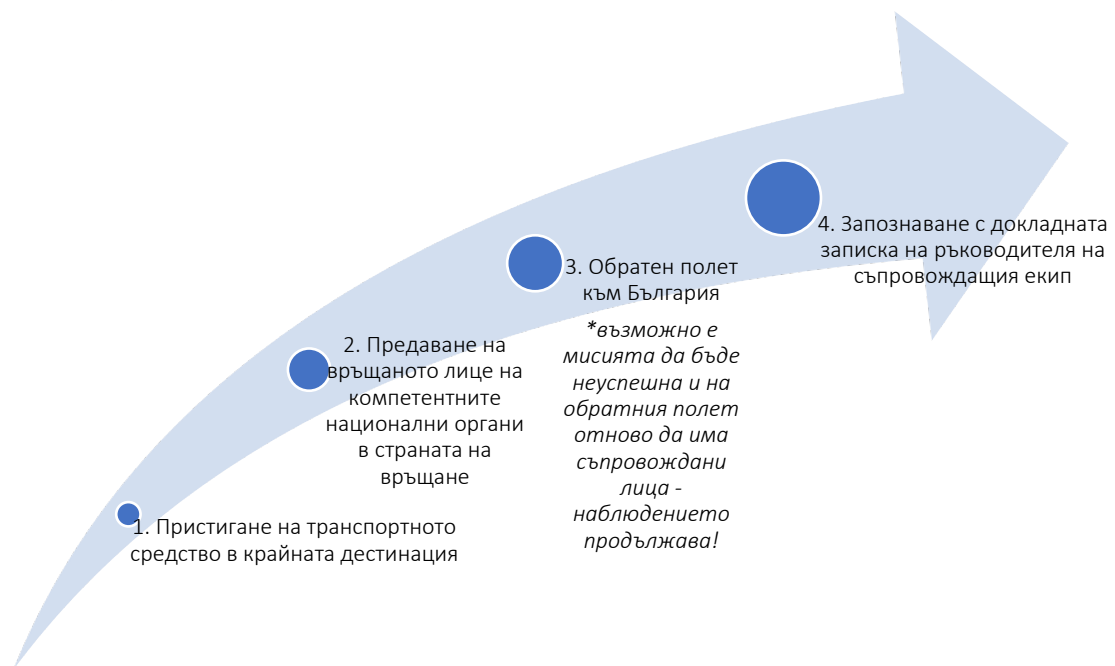 1. Пристигане на транспортното
средство в крайната дестинация
2. Предаване на
връщаното лице на
компетентните
национални органи
в страната на
връщане
3. Обратен полет
към България
*възможно е
мисията да бъде
неуспешна и на
обратния полет
отново да има
съпровождани
лица -
наблюдението
продължава!
4. Запознаване с докладната
записка на ръководителя на
съпровождащия екип